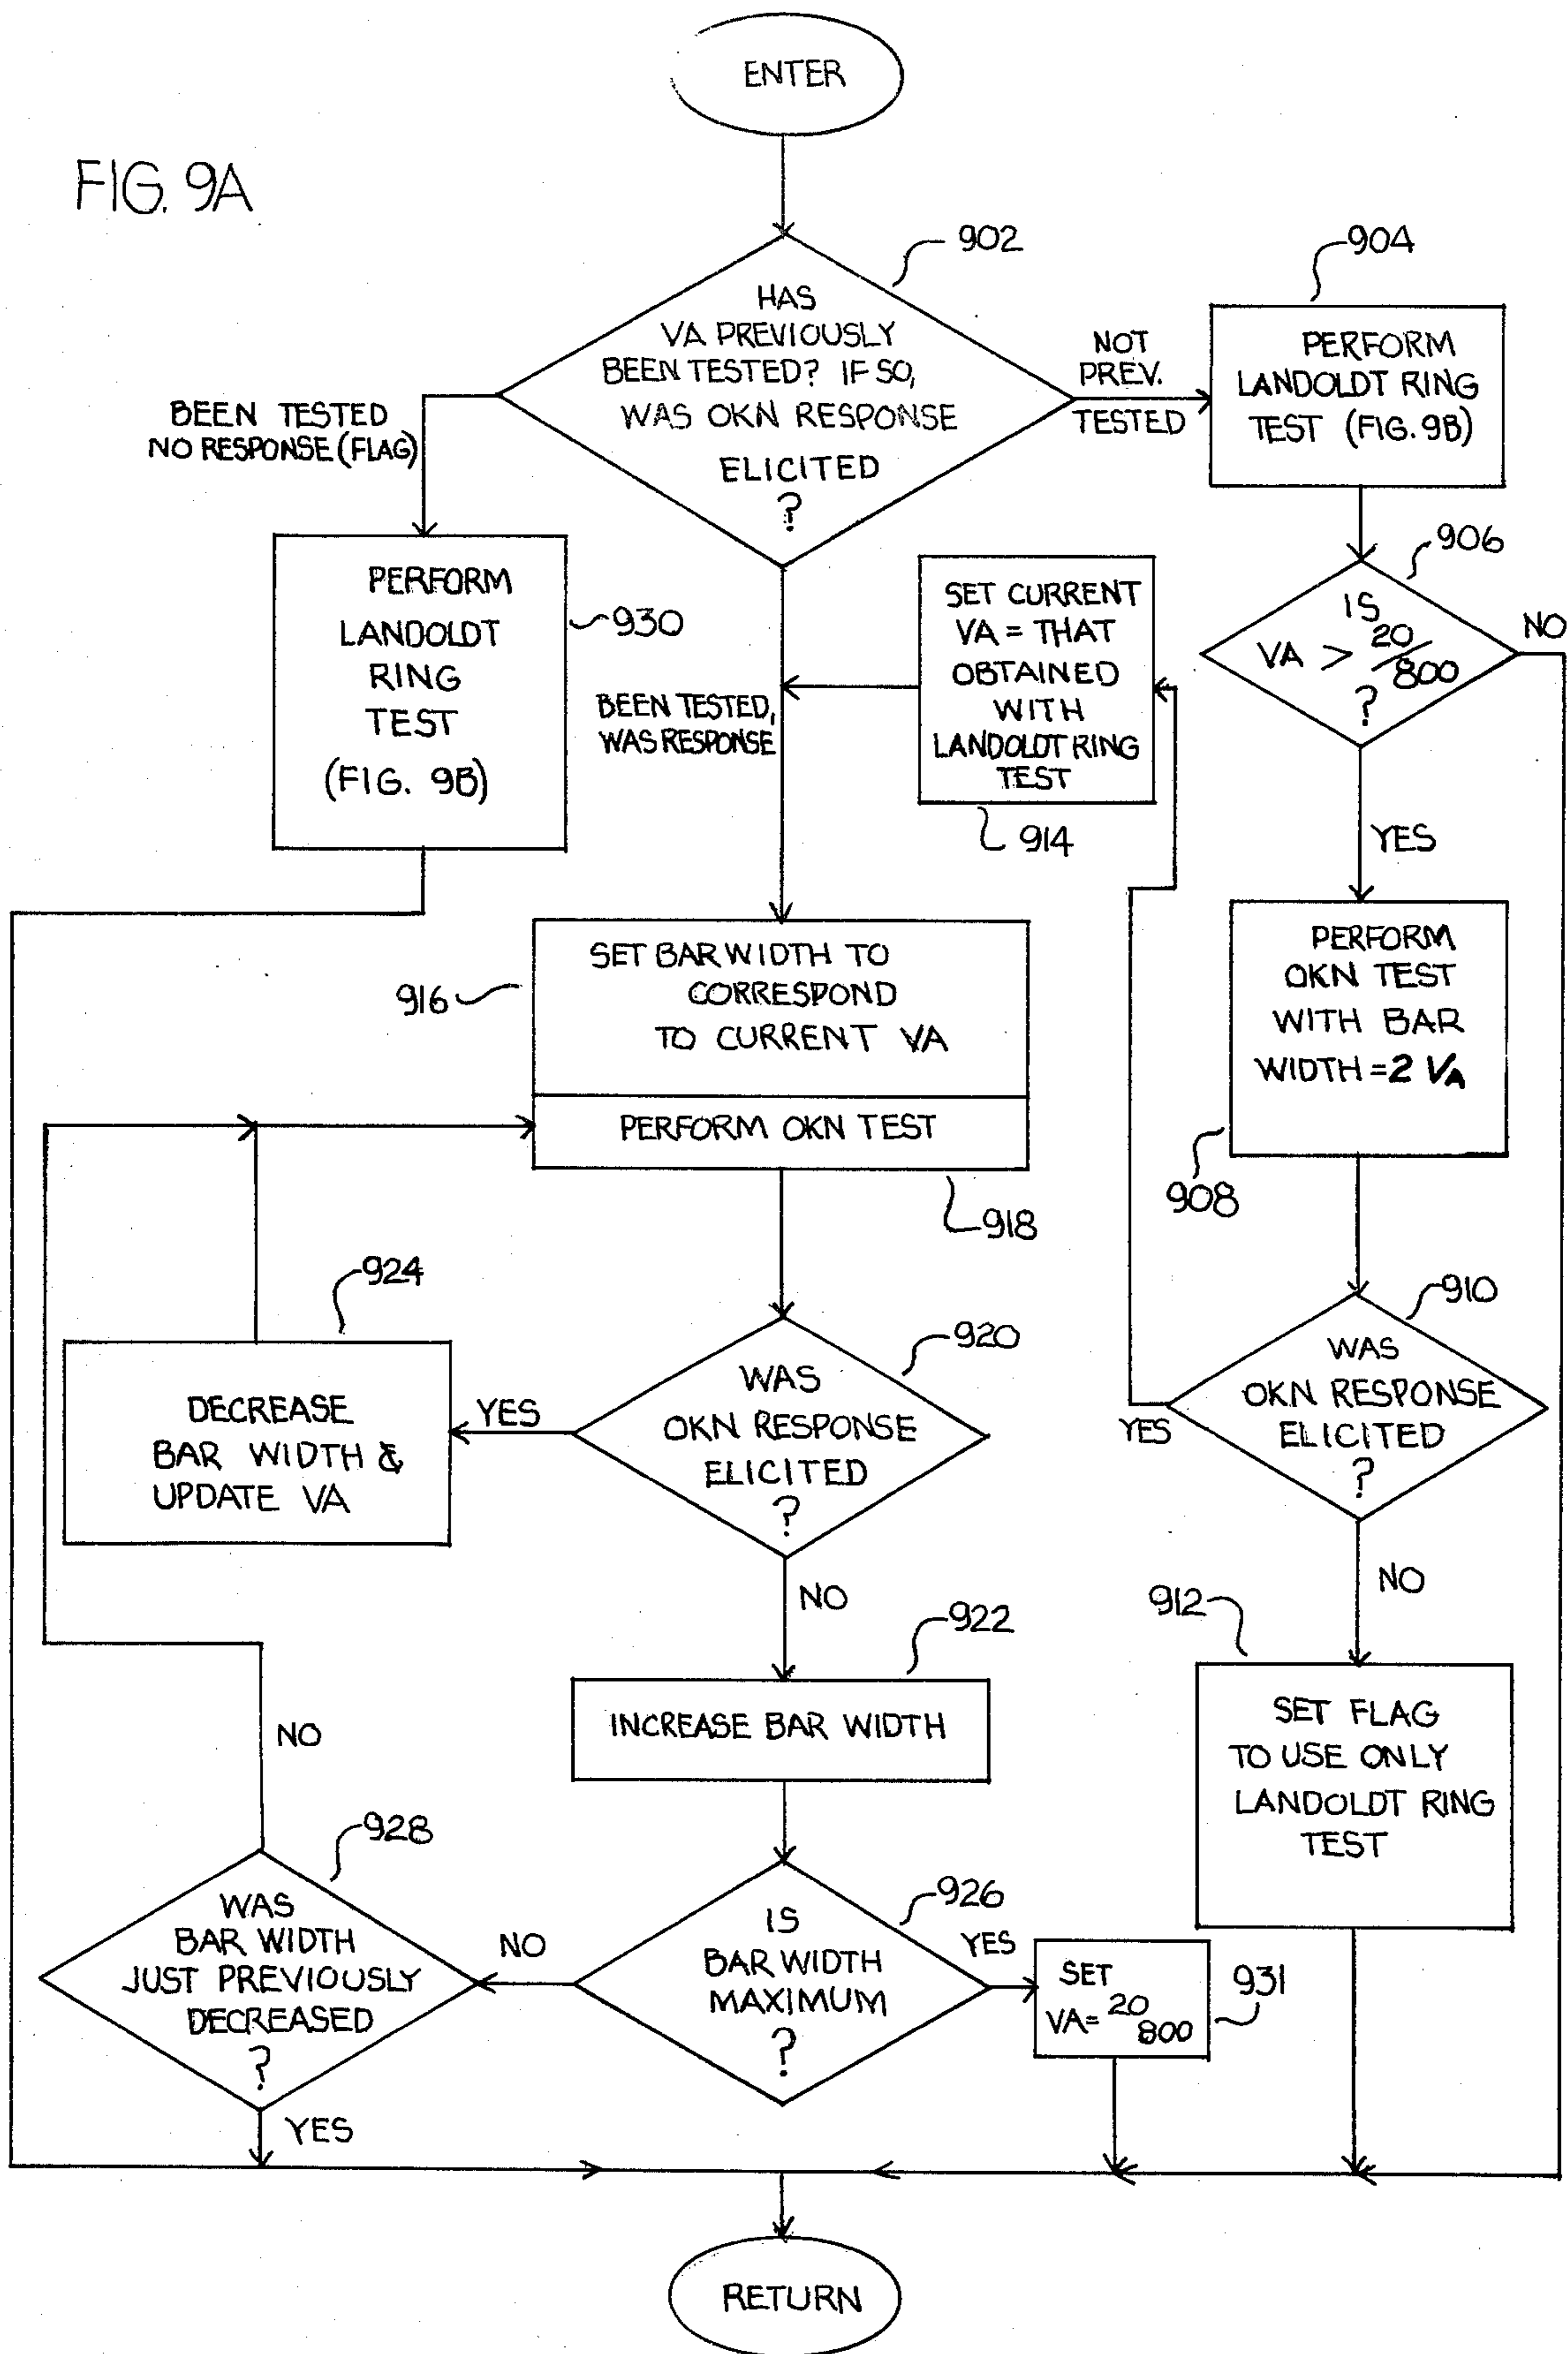 ENTER
FIG. 9A
902
HAS
VA PREVIOUSLY
BEEN TESTED? IF SO,
WAS OKN RESPONSE
ELICITED
?
NOT
PREV.
TESTED
904
PERFORM
LANDOLDT RING
TEST (FIG. 9B)
BEEN TESTED
NO RESPONSE (FLAG)
PERFORM
LANDOLDT
RING
TEST
(FIG. 9B)
930
BEEN TESTED,
WAS RESPONSE
SET CURRENT
VA = THAT
OBTAINED
WITH
LANDOLDT RING
TEST
914
906
IS
VA > 20/800
?
NO
YES
916
SET BAR WIDTH TO
CORRESPOND
TO CURRENT VA
PERFORM OKN TEST
918
PERFORM
OKN TEST
WITH BAR
WIDTH = 2 VA
908
924
DECREASE
BAR WIDTH &
UPDATE VA
YES
920
WAS
OKN RESPONSE
ELICITED
?
NO
910
WAS
OKN RESPONSE
ELICITED
?
YES
NO
922
INCREASE BAR WIDTH
912
SET FLAG
TO USE ONLY
LANDOLDT RING
TEST
NO
928
WAS
BAR WIDTH
JUST PREVIOUSLY
DECREASED
?
YES
NO
926
IS
BAR WIDTH
MAXIMUM
?
YES
SET
VA= 20 800
931
RETURN